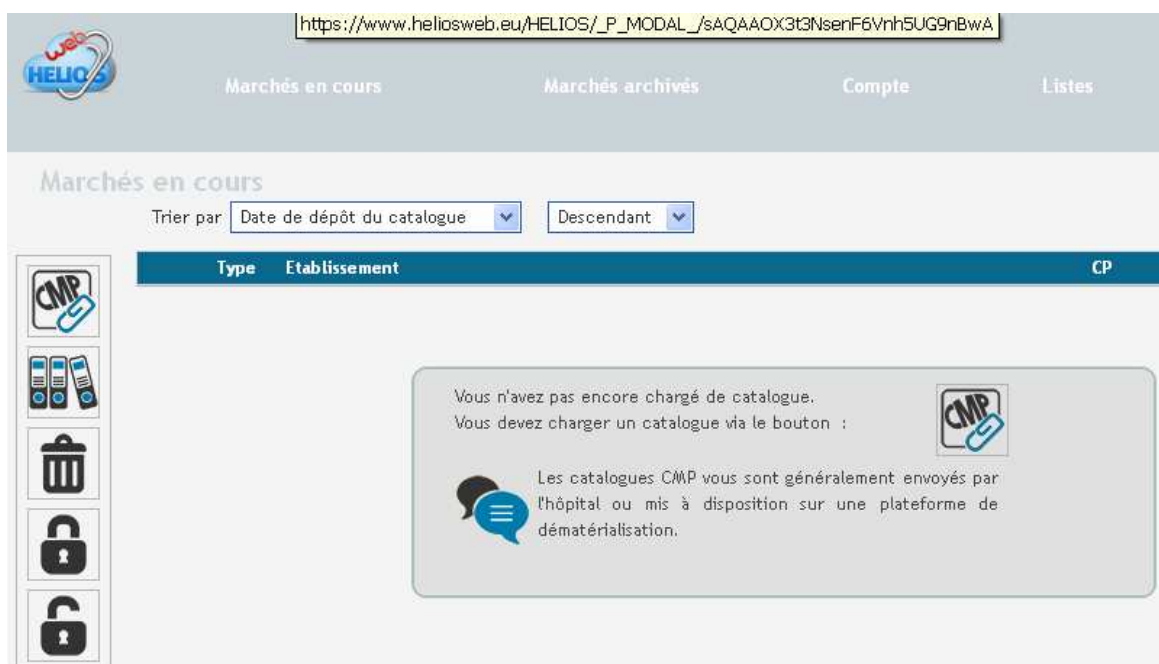 https://www.heliosweb.eu/HELIOS/_P_MODAL_/sAQAAOX3t3NsenF6Vnh5UG9nBwA
web
HELIOS
Marchés en cours Marchés archivés Compte Listes
Marchés en cours
Trier par Date de dépôt du catalogue Descendant
Type Etablissement CP
CMP
Vous n'avez pas encore chargé de catalogue.
Vous devez charger un catalogue via le bouton :
CMP
Les catalogues CMP vous sont généralement envoyés par
l'hôpital ou mis à disposition sur une plateforme de
dématérialisation.